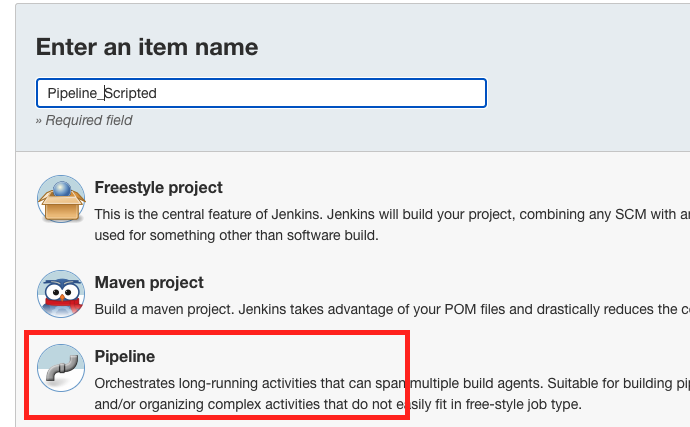 Enter an item name
Pipeline_Scripted
» Required field
Freestyle project
This is the central feature of Jenkins. Jenkins will build your project, combining any SCM with
used for something other than software build.
Maven project
Build a maven project. Jenkins takes advantage of your POM files and drastically reduces the
Pipeline
Orchestrates long-running activities that can span multiple build agents. Suitable for building
and/or organizing complex activities that do not easily fit in free-style job type.